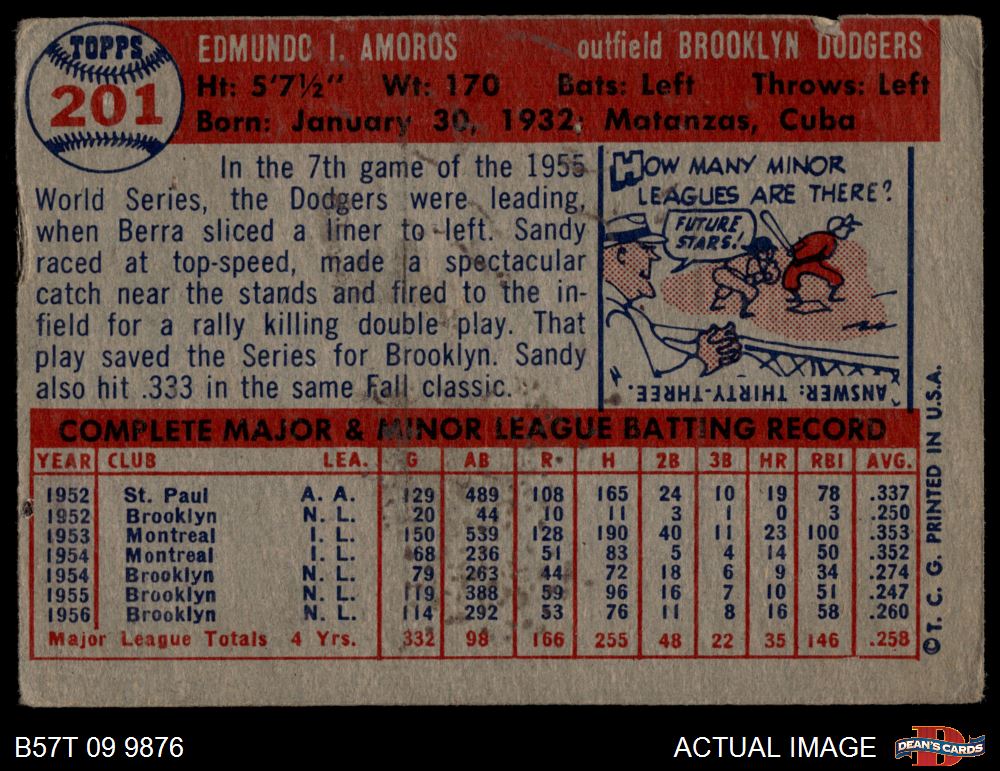 TOPPS
201
EDMUNDO I. AMOROS outfield BROOKLYN DODGERS
Ht: 5'7½" Wt: 170 Bats: Left Throws: Left
Born: January 30, 1932, Matanzas, Cuba
In the 7th game of the 1955
World Series, the Dodgers were leading,
when Berra sliced a liner to left. Sandy
raced at top-speed, made a spectacular
catch near the stands and fired to the in-
field for a rally killing double play. That
play saved the Series for Brooklyn. Sandy
also hit .333 in the same Fall classic.
HOW MANY MINOR
LEAGUES ARE THERE?
FUTURE
STARS!
ANSWER: THIRTY-THREE.
COMPLETE MAJOR & MINOR LEAGUE BATTING RECORD
YEAR CLUB LEA. G AB R H 2B 3B HR RBI AVG.
1952 St. Paul A. A. 129 489 108 165 24 10 19 78 .337
1952 Brooklyn N. L. 20 44 10 11 3 1 0 3 .250
1953 Montreal I. L. 150 539 128 190 40 11 23 100 .353
1954 Montreal I. L. 68 236 51 83 5 4 14 50 .352
1954 Brooklyn N. L. 79 263 44 72 18 6 9 34 .274
1955 Brooklyn N. L. 119 388 59 96 16 7 10 51 .247
1956 Brooklyn N. L. 114 292 53 76 11 8 16 58 .260
Major League Totals 4 Yrs. 332 98 166 255 48 22 35 146 .258
© T. C. G. PRINTED IN U.S.A.
B57T 09 9876
ACTUAL IMAGE
DEAN'S CARDS